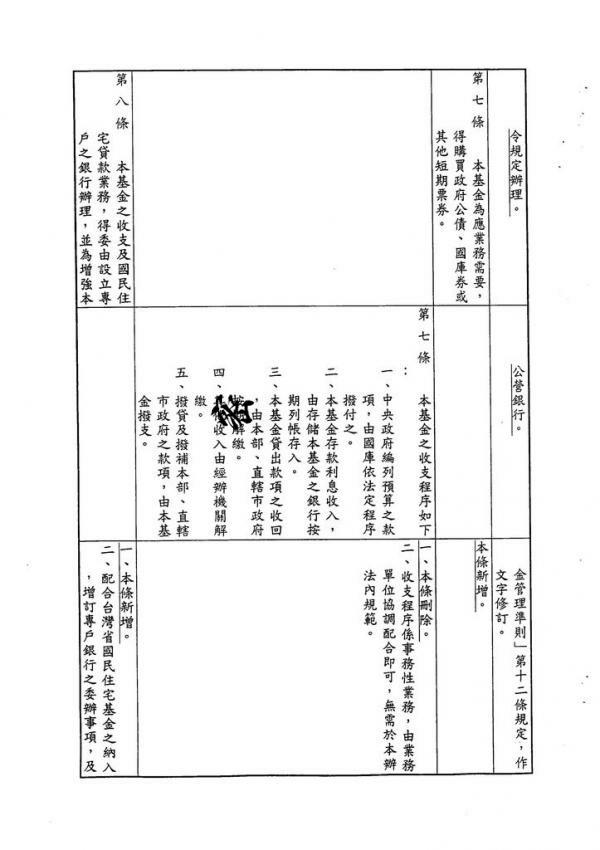 令規定辦理。
公營銀行。
金管理準則」第十二條規定，作
文字修訂。
第七條　本基金為應業務需要，
得購買政府公債、國庫券或
其他短期票券。
本條新增。
第七條　本基金之收支程序如下
：
一、中央政府編列預算之款
項，由國庫依法定程序
撥付之。
二、本基金存款利息收入，
由存儲本基金之銀行按
期列帳存入。
三、本基金貸出款項之收回
，由本部、直轄市政府
解繳。
四、收入由經辦機關解
繳。
五、撥貸及撥補本部、直轄
市政府之款項，由本基
金撥支。
一、本條刪除。
二、收支程序係事務性業務，由業務
單位協調配合即可，無需於本辦
法內規範。
第八條　本基金之收支及國民住
宅貸款業務，得委由設立專
戶之銀行辦理，並為增強本
一、本條新增。
二、配合台灣省國民住宅基金之納入
，增訂專戶銀行之委辦事項，及